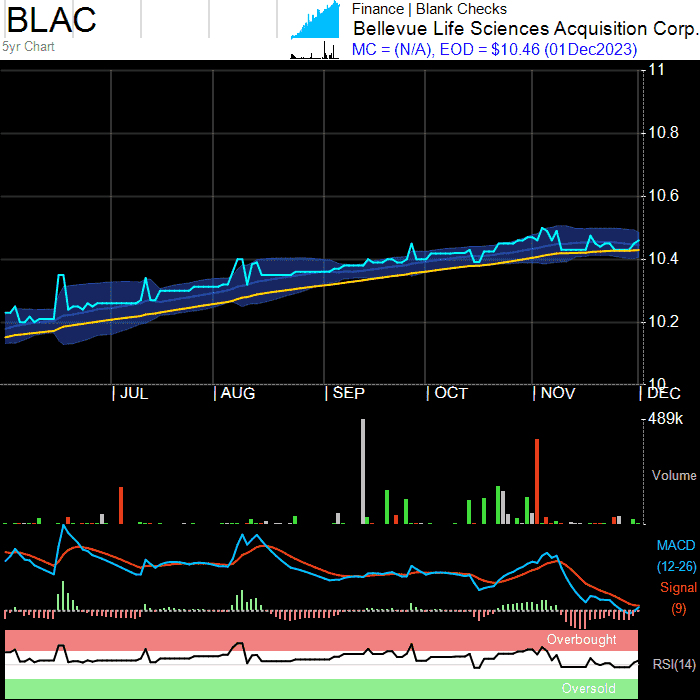 BLAC
5yr Chart
Finance | Blank Checks
Bellevue Life Sciences Acquisition Corp.
MC = (N/A), EOD = $10.46 (01Dec2023)
11
10.8
10.6
10.4
10.2
10
| JUL | AUG | SEP | OCT | NOV | DEC
489k
Volume
MACD
(12-26)
Signal
(9)
Overbought
RSI(14)
Oversold